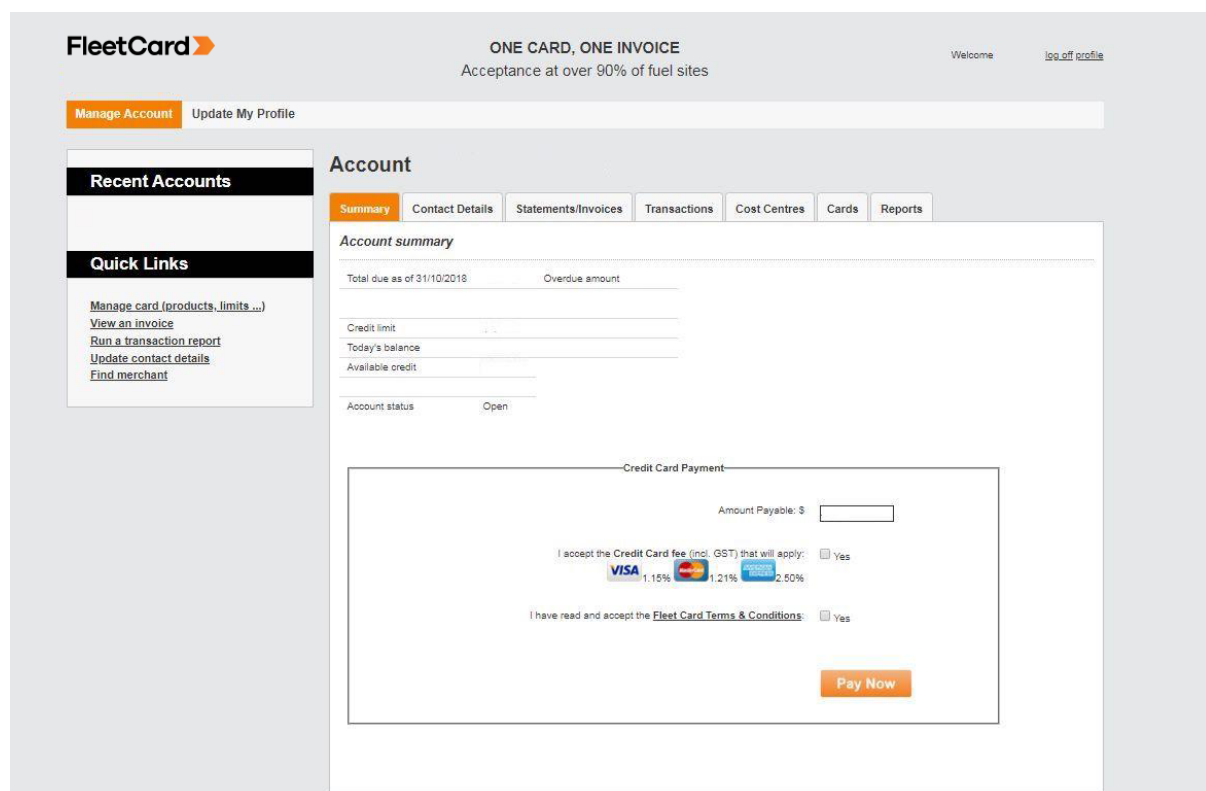 FleetCard
ONE CARD, ONE INVOICE
Acceptance at over 90% of fuel sites
Welcome
log off profile
Manage Account
Update My Profile
Recent Accounts
Quick Links
Manage card (products, limits ...)
View an invoice
Run a transaction report
Update contact details
Find merchant
Account
Summary
Contact Details
Statements/Invoices
Transactions
Cost Centres
Cards
Reports
Account summary
Total due as of 31/10/2018
Overdue amount
Credit limit
Today's balance
Available credit
Account status
Open
Credit Card Payment
Amount Payable: $
I accept the Credit Card fee (incl. GST) that will apply:
Yes
VISA 1.15% MasterCard 1.21% 2.50%
I have read and accept the Fleet Card Terms & Conditions:
Yes
Pay Now